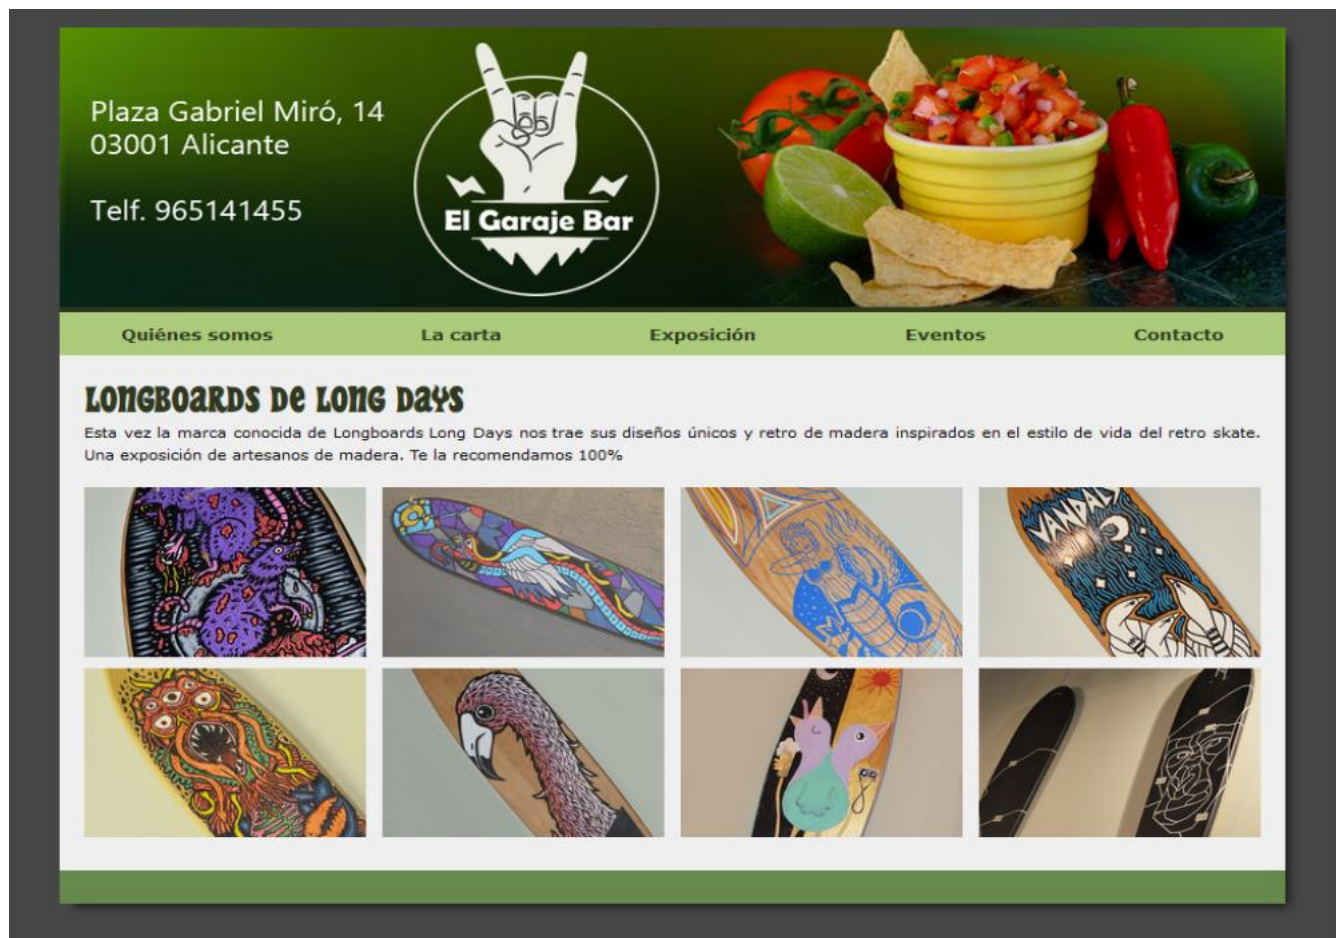 Plaza Gabriel Miró, 14
03001 Alicante
Telf. 965141455
El Garaje Bar
Quiénes somos
La carta
Exposición
Eventos
Contacto
Longboards de Long Days
Esta vez la marca conocida de Longboards Long Days nos trae sus diseños únicos y retro de madera inspirados en el estilo de vida del retro skate.
Una exposición de artesanos de madera. Te la recomendamos 100%
VANDAL
H